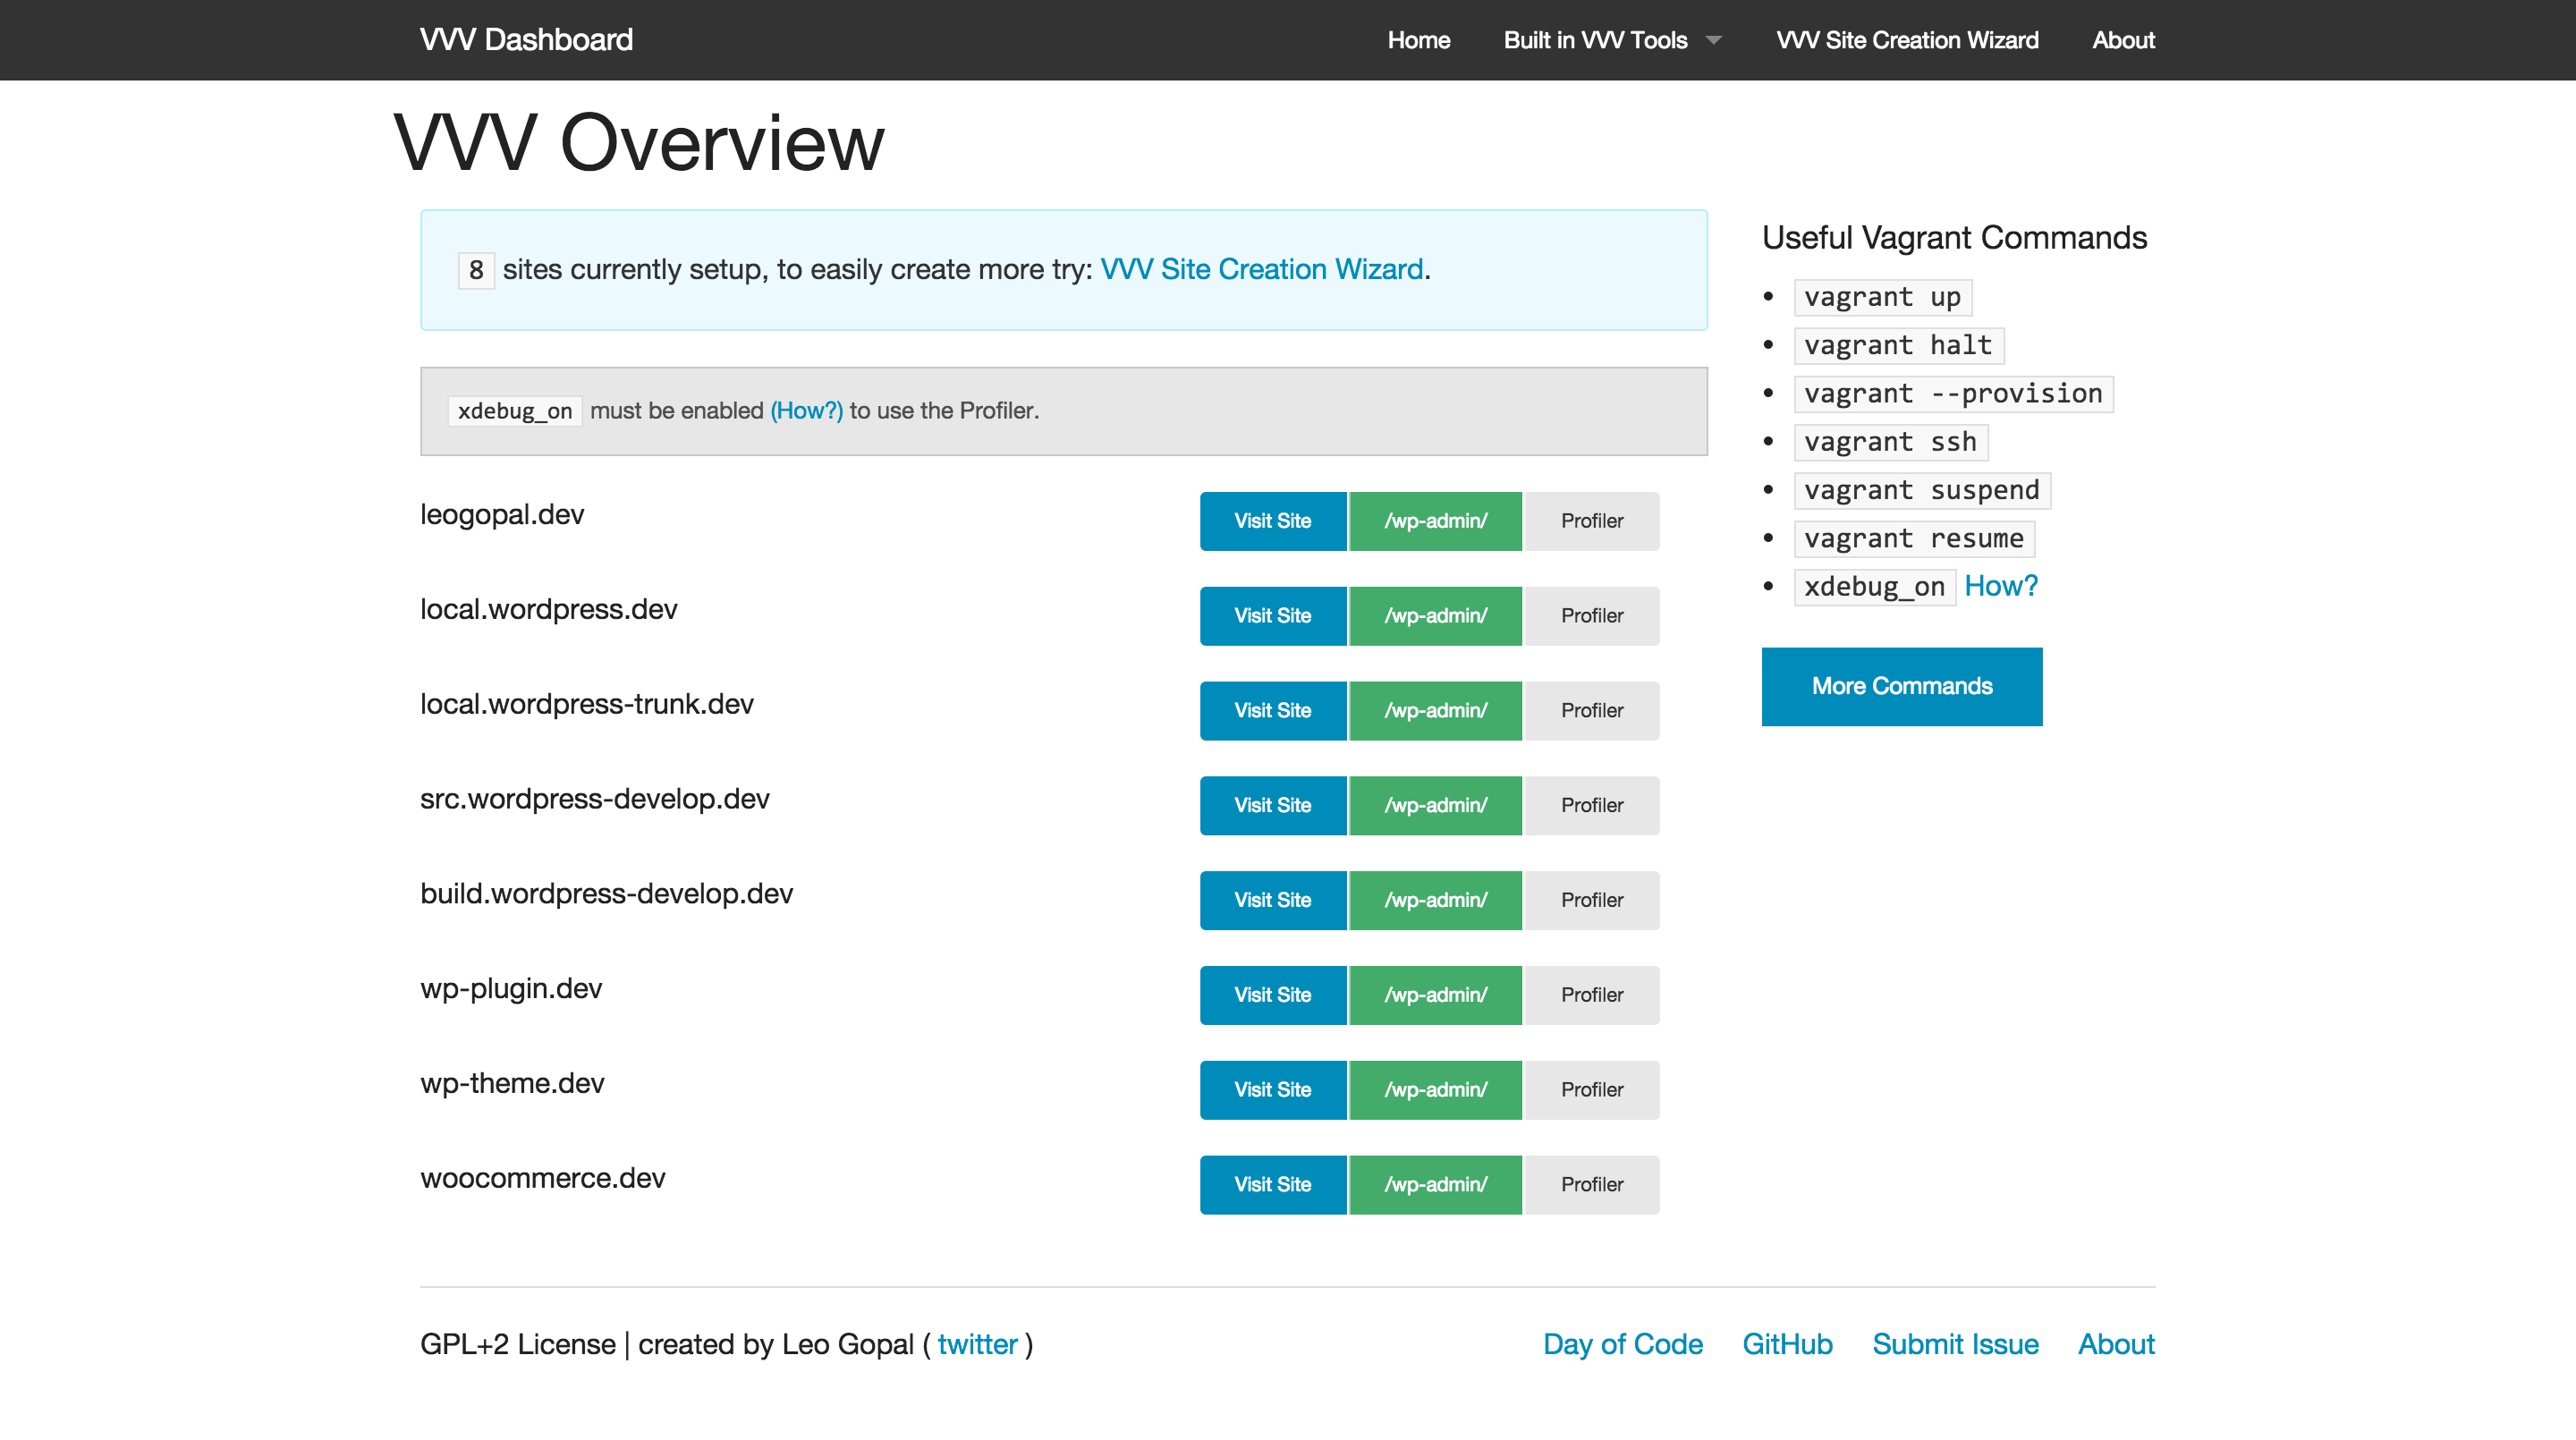 VVV Dashboard
Home Built in VVV Tools VVV Site Creation Wizard About
VVV Overview
8 sites currently setup, to easily create more try: VVV Site Creation Wizard.
xdebug_on must be enabled (How?) to use the Profiler.
leogopal.dev Visit Site /wp-admin/ Profiler
local.wordpress.dev Visit Site /wp-admin/ Profiler
local.wordpress-trunk.dev Visit Site /wp-admin/ Profiler
src.wordpress-develop.dev Visit Site /wp-admin/ Profiler
build.wordpress-develop.dev Visit Site /wp-admin/ Profiler
wp-plugin.dev Visit Site /wp-admin/ Profiler
wp-theme.dev Visit Site /wp-admin/ Profiler
woocommerce.dev Visit Site /wp-admin/ Profiler
Useful Vagrant Commands
vagrant up
vagrant halt
vagrant --provision
vagrant ssh
vagrant suspend
vagrant resume
xdebug_on How?
More Commands
GPL+2 License | created by Leo Gopal ( twitter )
Day of Code GitHub Submit Issue About